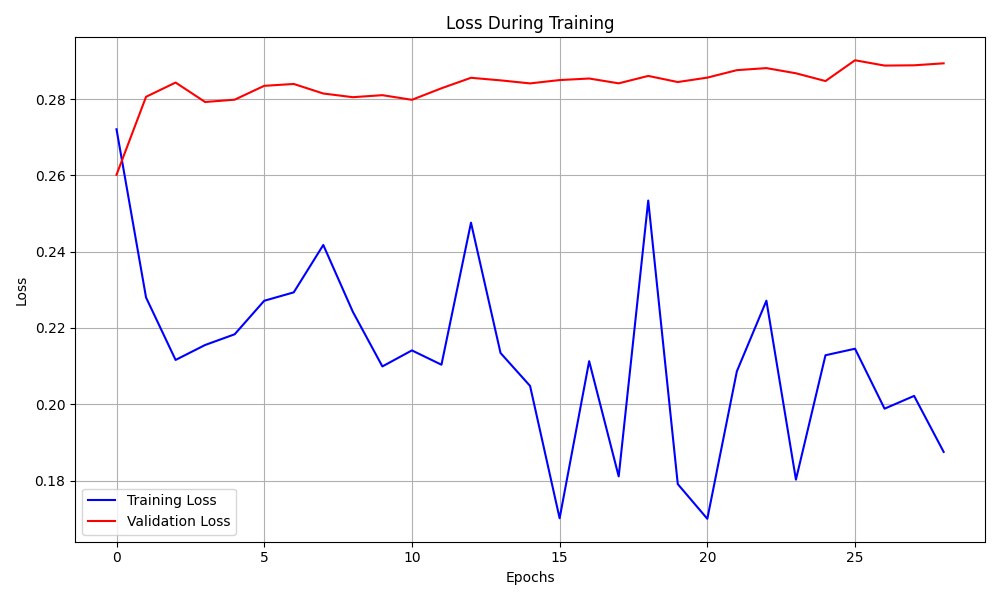 Loss During Training
Loss
0.28
0.26
0.24
0.22
0.20
0.18
Training Loss
Validation Loss
0 5 10 15 20 25
Epochs